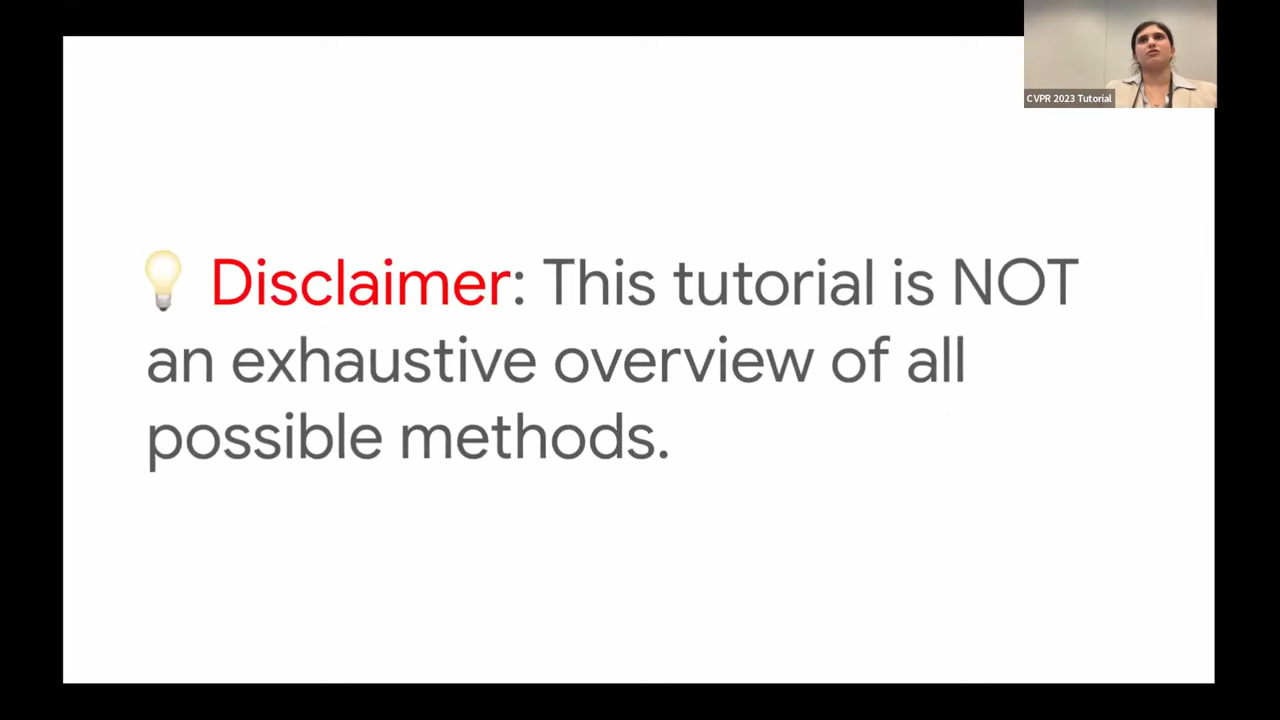 CVPR 2023 Tutorial
💡 Disclaimer: This tutorial is NOT
an exhaustive overview of all
possible methods.